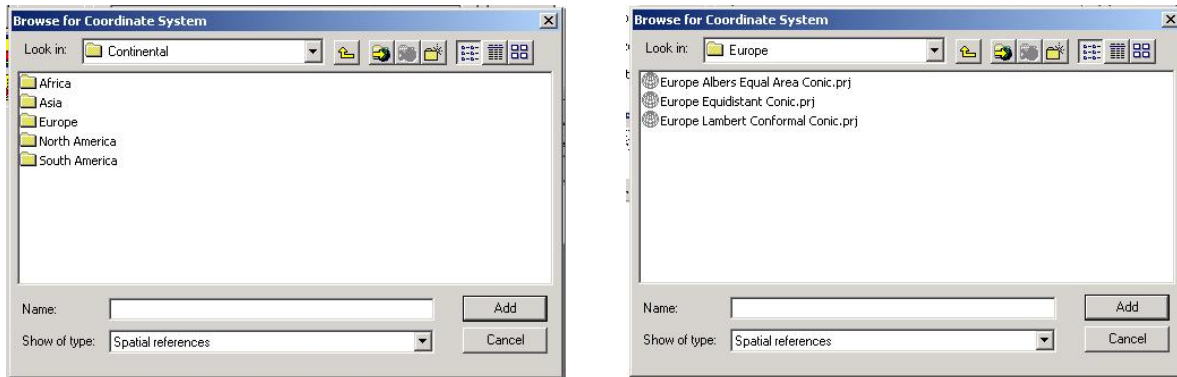 Browse for Coordinate System
Look in: Continental
Africa
Asia
Europe
North America
South America
Name: Add
Show of type: Spatial references Cancel
Browse for Coordinate System
Look in: Europe
Europe Albers Equal Area Conic.prj
Europe Equidistant Conic.prj
Europe Lambert Conformal Conic.prj
Name: Add
Show of type: Spatial references Cancel